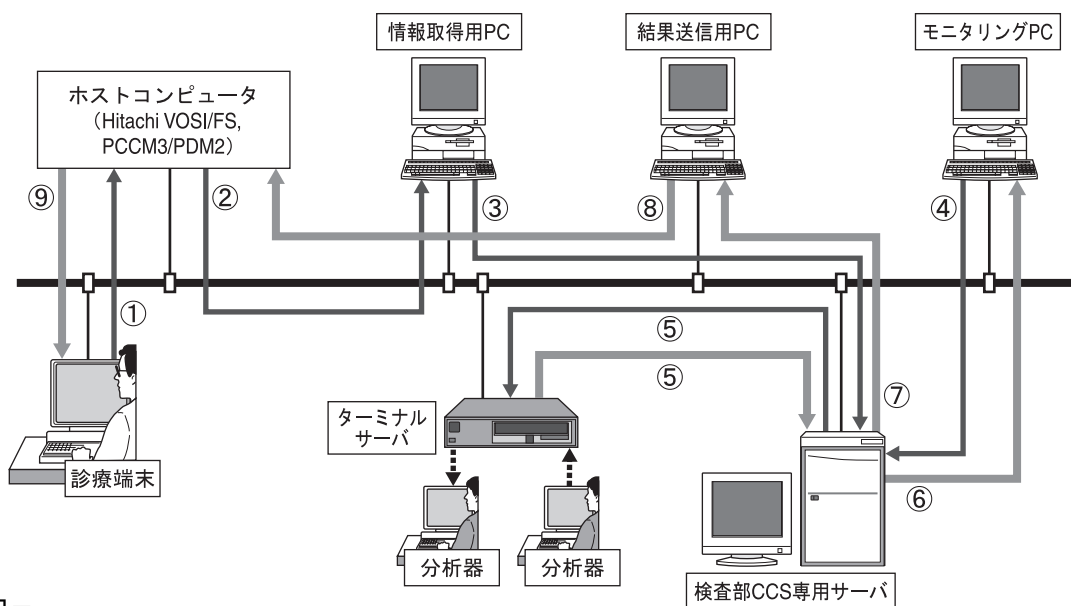 情報取得用PC
結果送信用PC
モニタリングPC
ホストコンピュータ
（Hitachi VOSI/FS,
PCCM3/PDM2）
⑨
②
③
⑧
④
①
⑤
⑤
⑦
ターミナル
サーバ
診療端末
⑥
分析器
分析器
検査部CCS専用サーバ